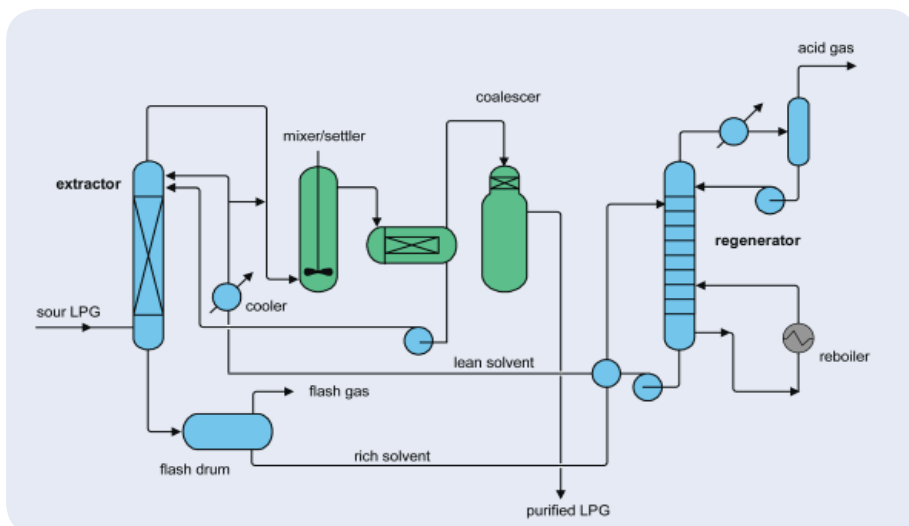 acid gas
coalescer
mixer/settler
extractor
regenerator
cooler
sour LPG
lean solvent
reboiler
flash gas
rich solvent
flash drum
purified LPG